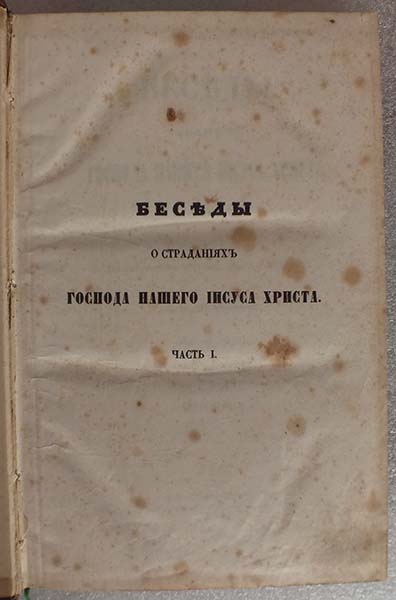 БЕСѢДЫ
О СТРАДАНІЯХЪ
ГОСПОДА НАШЕГО ІИСУСА ХРИСТА.
ЧАСТЬ I.